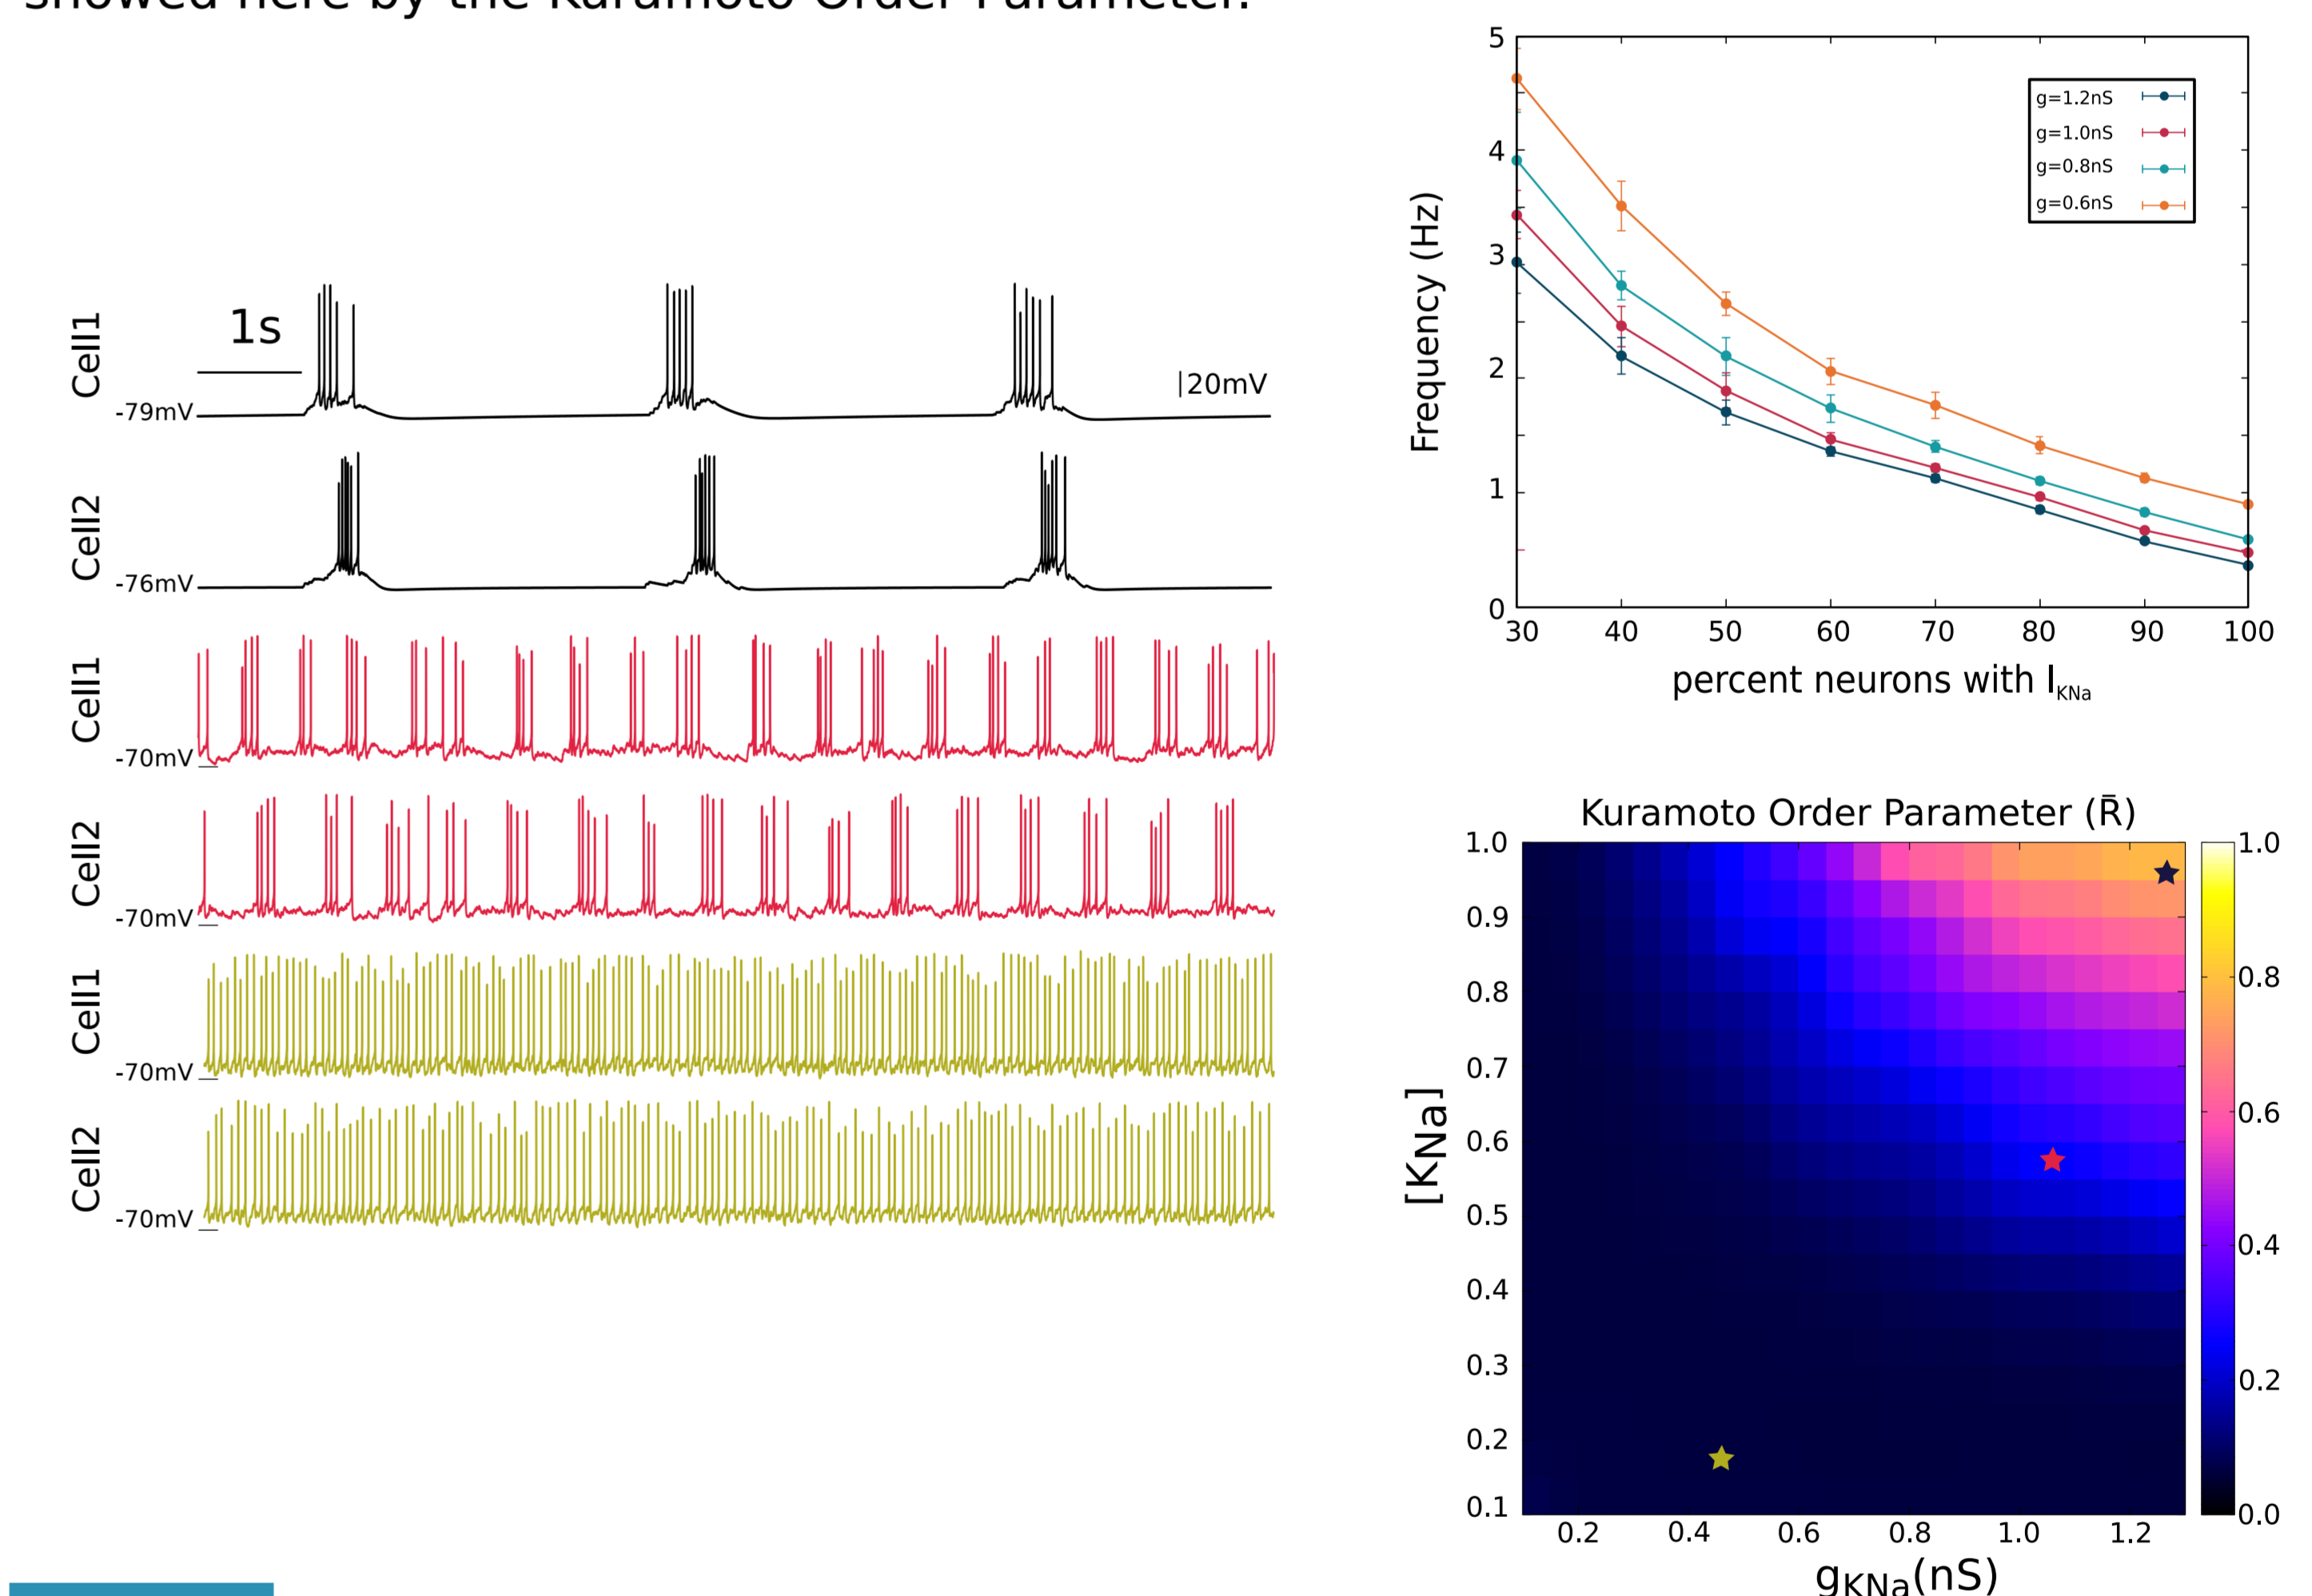 showed here by the Kuramoto Order Parameter.
Cell1
1s
|20mV
-79mV
Cell2
-76mV
Cell1
-70mV
Cell2
-70mV
Cell1
-70mV
Cell2
-70mV
5
4
3
2
1
0
Frequency (Hz)
g=1.2nS
g=1.0nS
g=0.8nS
g=0.6nS
30 40 50 60 70 80 90 100
percent neurons with I_KNa
Kuramoto Order Parameter (R̄)
1.0
0.9
0.8
0.7
0.6
0.5
0.4
0.3
0.2
0.1
[KNa]
0.2 0.4 0.6 0.8 1.0 1.2
gKNa(nS)
1.0
0.8
0.6
0.4
0.2
0.0